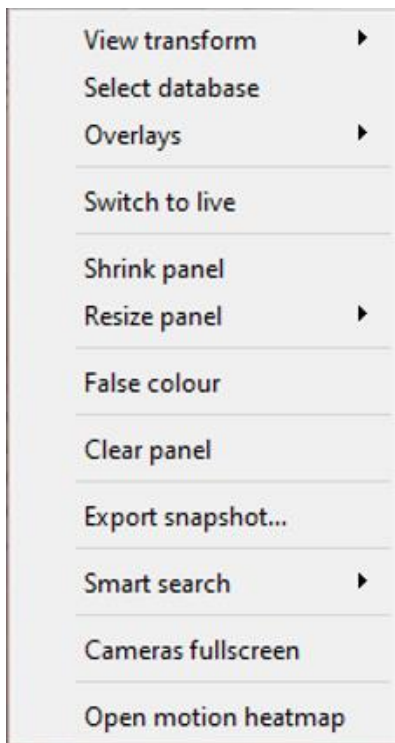 View transform
Select database
Overlays
Switch to live
Shrink panel
Resize panel
False colour
Clear panel
Export snapshot...
Smart search
Cameras fullscreen
Open motion heatmap